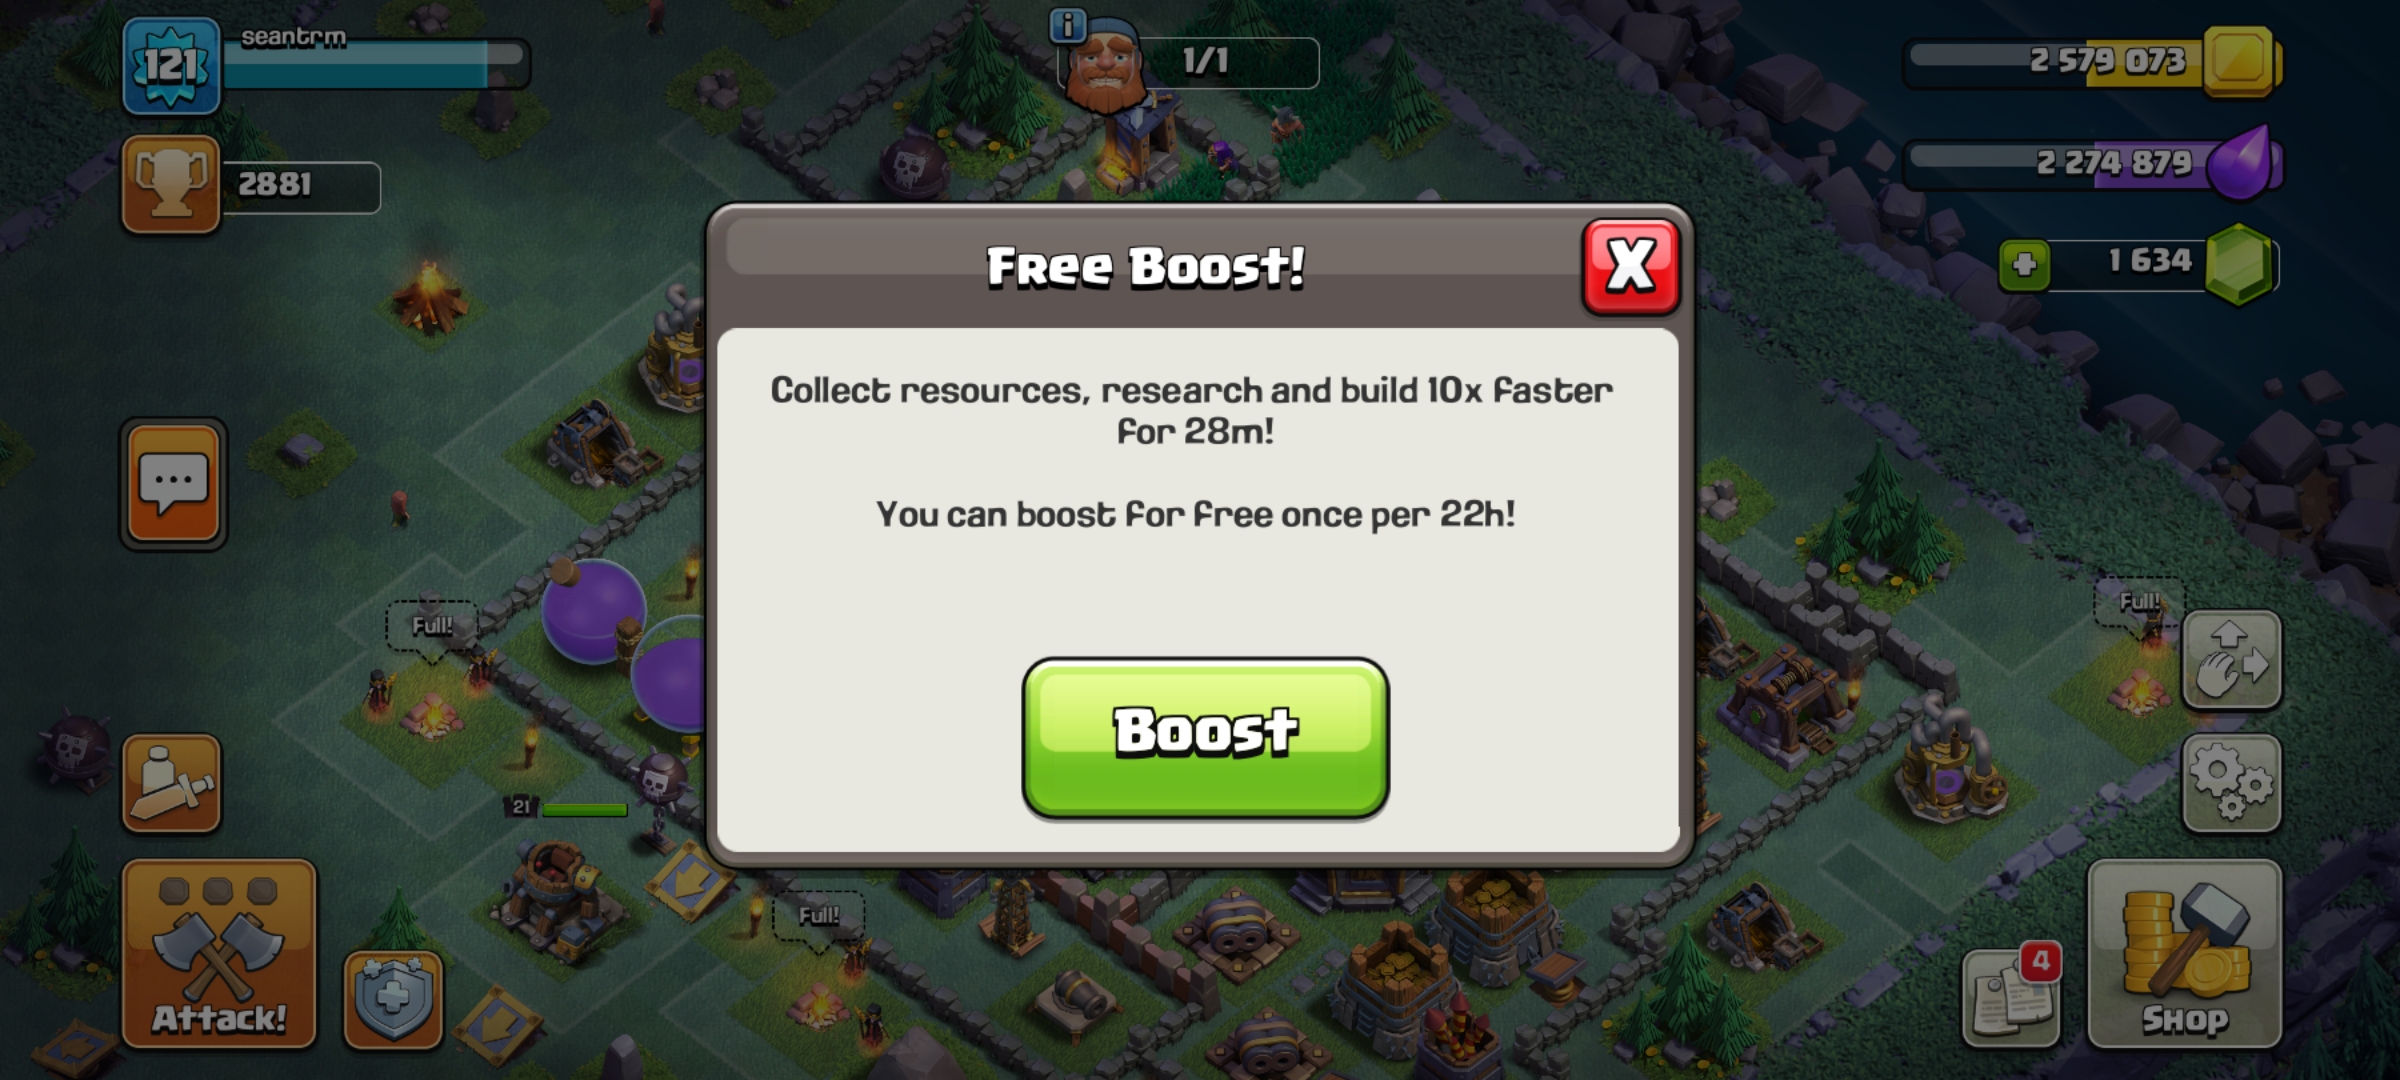 121
seantrm
1/1
2 579 073
2881
2 274 879
1 634
Free Boost!
X
Collect resources, research and build 10x faster
for 28m!
You can boost for free once per 22h!
Full!
Full!
Boost
21
Full!
Attack!
4
Shop